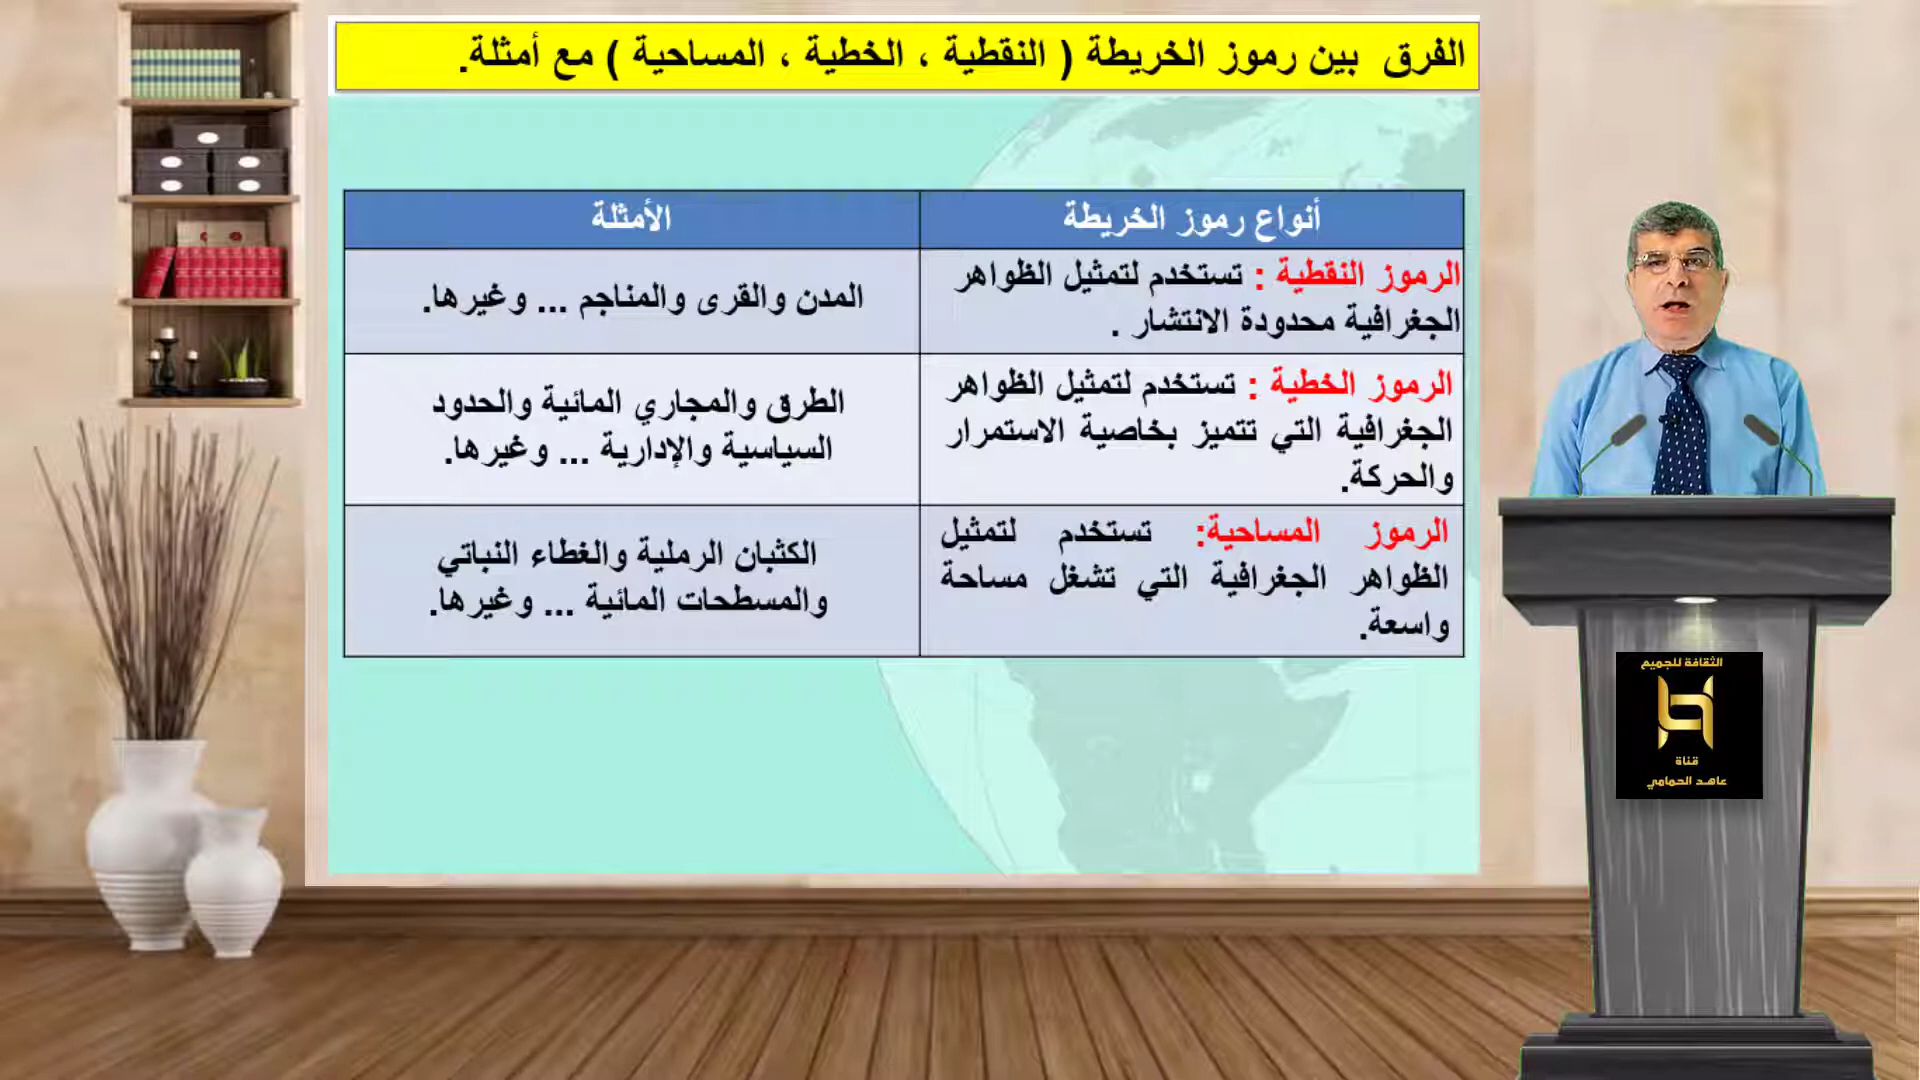 الفرق بين رموز الخريطة ( النقطية ، الخطية ، المساحية ) مع أمثلة.
أنواع رموز الخريطة
الأمثلة
الرموز النقطية : تستخدم لتمثيل الظواهر
الجغرافية محدودة الانتشار .
المدن والقرى والمناجم ... وغيرها.
الرموز الخطية : تستخدم لتمثيل الظواهر
الجغرافية التي تتميز بخاصية الاستمرار
والحركة.
الطرق والمجاري المائية والحدود
السياسية والإدارية ... وغيرها.
الرموز المساحية: تستخدم لتمثيل
الظواهر الجغرافية التي تشغل مساحة
واسعة.
الكثبان الرملية والغطاء النباتي
والمسطحات المائية ... وغيرها.
الثقافة للجميع
قناة
عاهد الحمامي